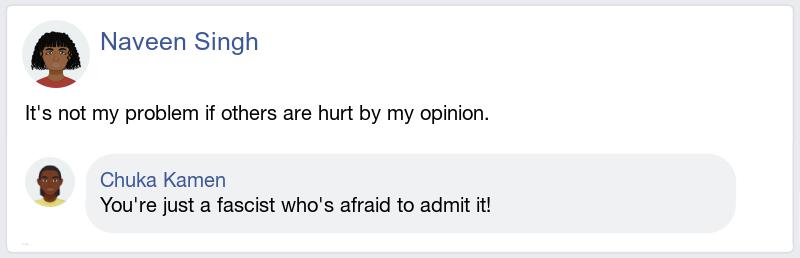 Naveen Singh
It's not my problem if others are hurt by my opinion.
Chuka Kamen
You're just a fascist who's afraid to admit it!